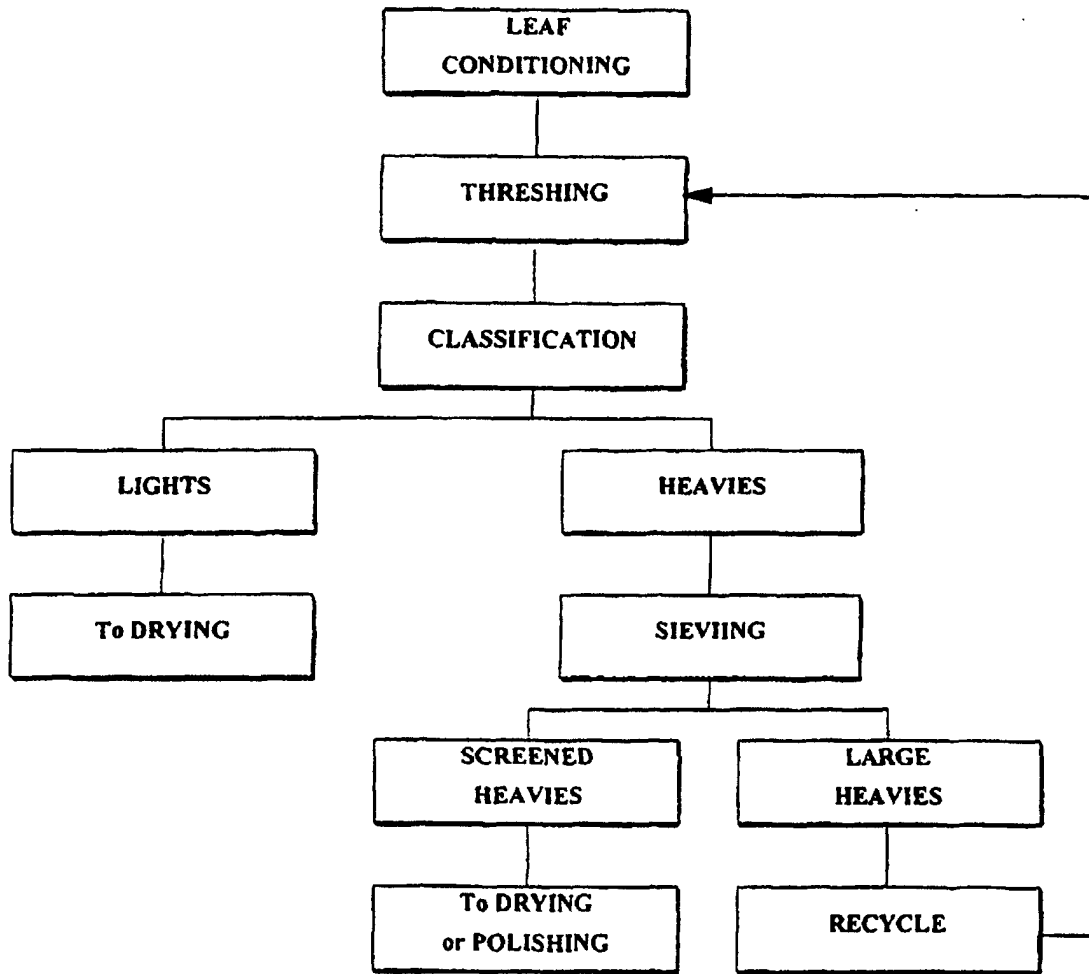 LEAF
CONDITIONING
THRESHING
CLASSIFICATION
LIGHTS
HEAVIES
To DRYING
SIEVIING
SCREENED
HEAVIES
LARGE
HEAVIES
To DRYING
or POLISHING
RECYCLE